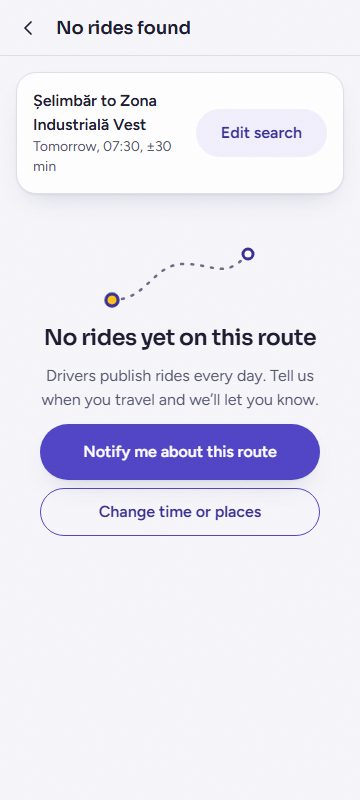 No rides found
Șelimbăr to Zona
Industrială Vest
Tomorrow, 07:30, ±30
min
Edit search
No rides yet on this route
Drivers publish rides every day. Tell us
when you travel and we’ll let you know.
Notify me about this route
Change time or places